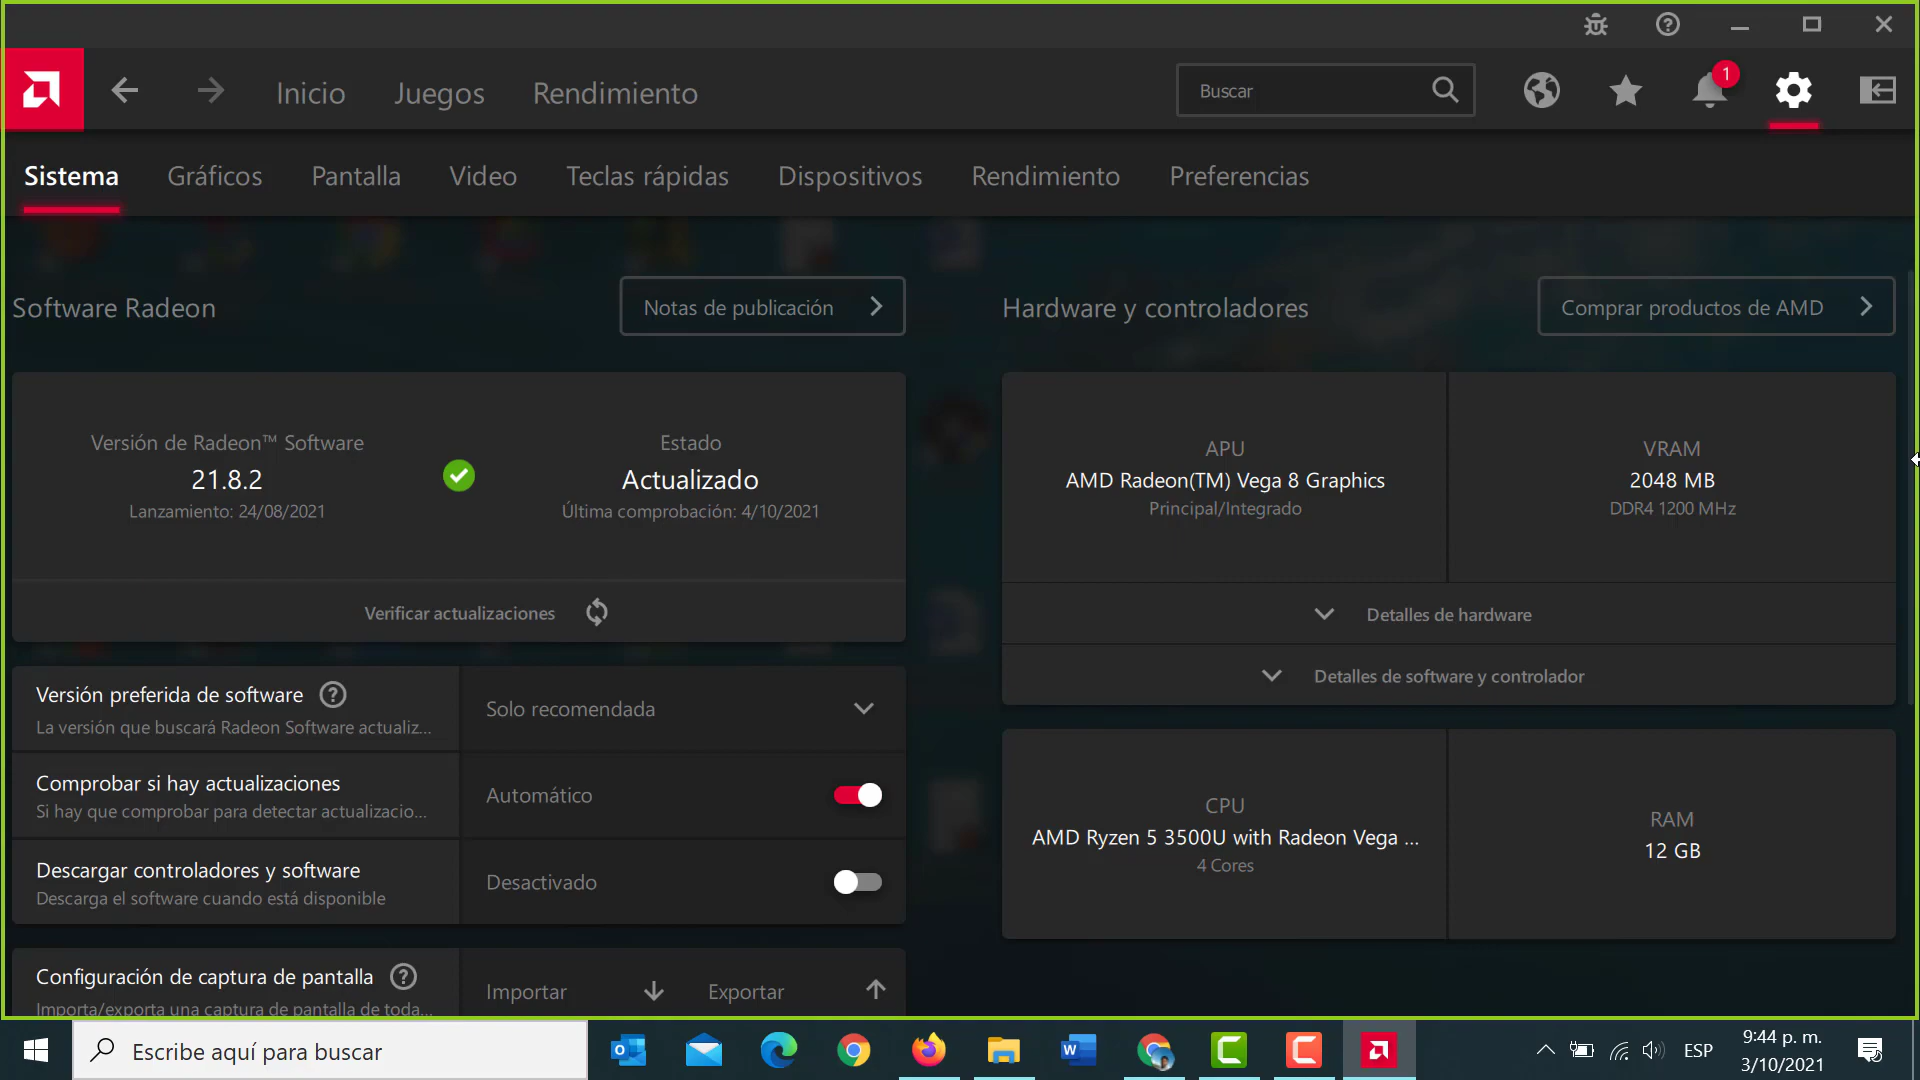 Inicio
Juegos
Rendimiento
Buscar
1
Sistema
Gráficos
Pantalla
Video
Teclas rápidas
Dispositivos
Rendimiento
Preferencias
Software Radeon
Notas de publicación
Hardware y controladores
Comprar productos de AMD
Versión de Radeon™ Software
21.8.2
Lanzamiento: 24/08/2021
Estado
Actualizado
Última comprobación: 4/10/2021
Verificar actualizaciones
APU
AMD Radeon(TM) Vega 8 Graphics
Principal/Integrado
VRAM
2048 MB
DDR4 1200 MHz
Detalles de hardware
Detalles de software y controlador
Versión preferida de software
La versión que buscará Radeon Software actualiz...
Solo recomendada
Comprobar si hay actualizaciones
Si hay que comprobar para detectar actualizacio...
Automático
Descargar controladores y software
Descarga el software cuando está disponible
Desactivado
CPU
AMD Ryzen 5 3500U with Radeon Vega ...
4 Cores
RAM
12 GB
Configuración de captura de pantalla
Importa/exporta una captura de pantalla de toda...
Importar
Exportar
Escribe aquí para buscar
ESP
9:44 p. m.
3/10/2021